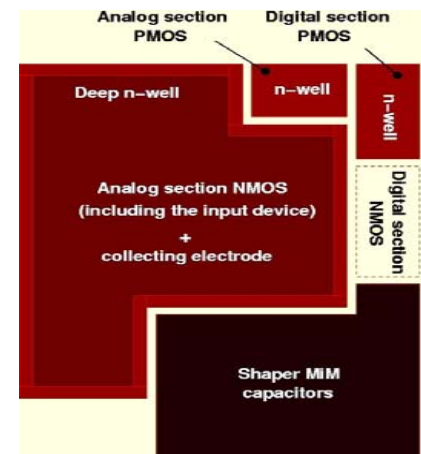 Analog section
PMOS
Digital section
PMOS
Deep n-well
n-well
n-well
Analog section NMOS
(including the input device)
+
collecting electrode
Digital section
NMOS
Shaper MiM
capacitors